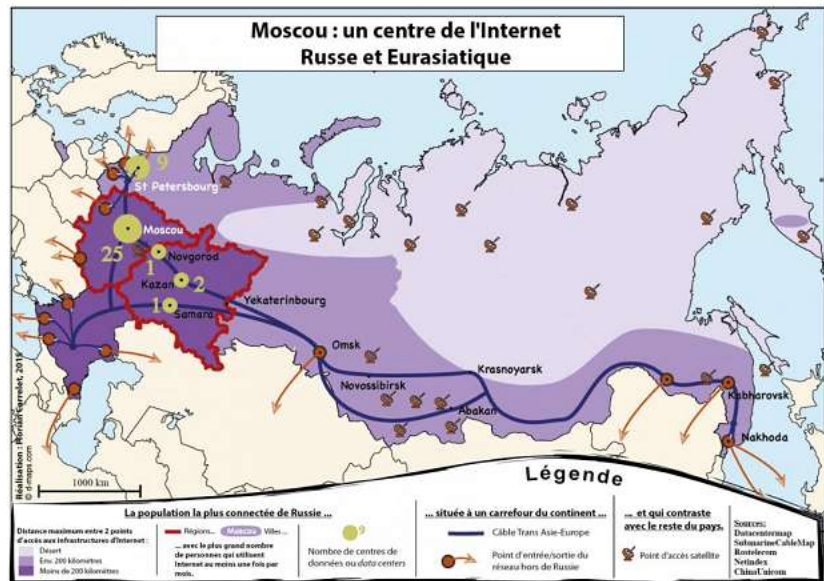 Moscou : un centre de l'Internet
Russe et Eurasiatique
9
St Petersbourg
Moscou
25
1
Novgorod
Kazan
2
1
Samara
Yekaterinbourg
Omsk
Novossibirsk
Krasnoyarsk
Abakan
Kabharovsk
Nakhoda
Réalisation : Florian Correlet, 2015
© d-maps.com
1000 km
Légende
La population la plus connectée de Russie ...
Distance maximum entre 2 points
d'accès aux infrastructures d'Internet :
Désert
Env. 200 kilomètres
Moins de 200 kilomètres
Régions...
Moscou
Villes ...
... avec le plus grand nombre
de personnes qui utilisent
Internet au moins une fois par
mois.
9
Nombre de centres de
données ou data centers
... située à un carrefour du continent ...
Câble Trans Asie-Europe
Point d'entrée/sortie du
réseau hors de Russie
... et qui contraste
avec le reste du pays.
Point d'accès satellite
Sources:
Datacentermap
SubmarineCableMap
Rostelecom
Netindex
ChinaUnicom